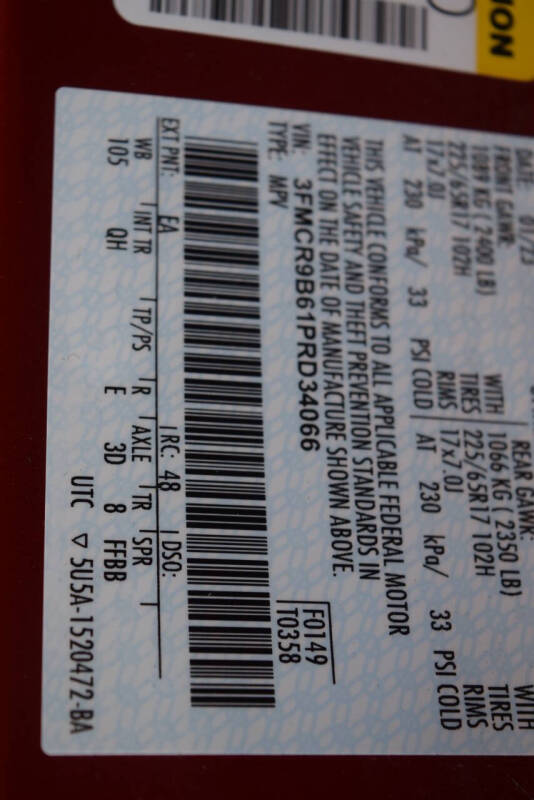 ION
DATE: 01/23
FRONT GAWR: REAR GAWR:
1089 KG ( 2400 LB) WITH 1066 KG ( 2350 LB) WITH
225/65R17 102H TIRES 225/65R17 102H TIRES
17x7.0J RIMS 17x7.0J RIMS
AT 230 kPa/ 33 PSI COLD AT 230 kPa/ 33 PSI COLD
THIS VEHICLE CONFORMS TO ALL APPLICABLE FEDERAL MOTOR
VEHICLE SAFETY AND THEFT PREVENTION STANDARDS IN
EFFECT ON THE DATE OF MANUFACTURE SHOWN ABOVE.
VIN: 3FMCR9B61PRD34066 F0149
TYPE: MPV T0358
EXT PNT: EA RC: 48 DSO:
WB INT TR TP/PS R AXLE TR SPR
105 QH E 3D 8 FFBB
UTC ▽ 5U5A-1520472-BA